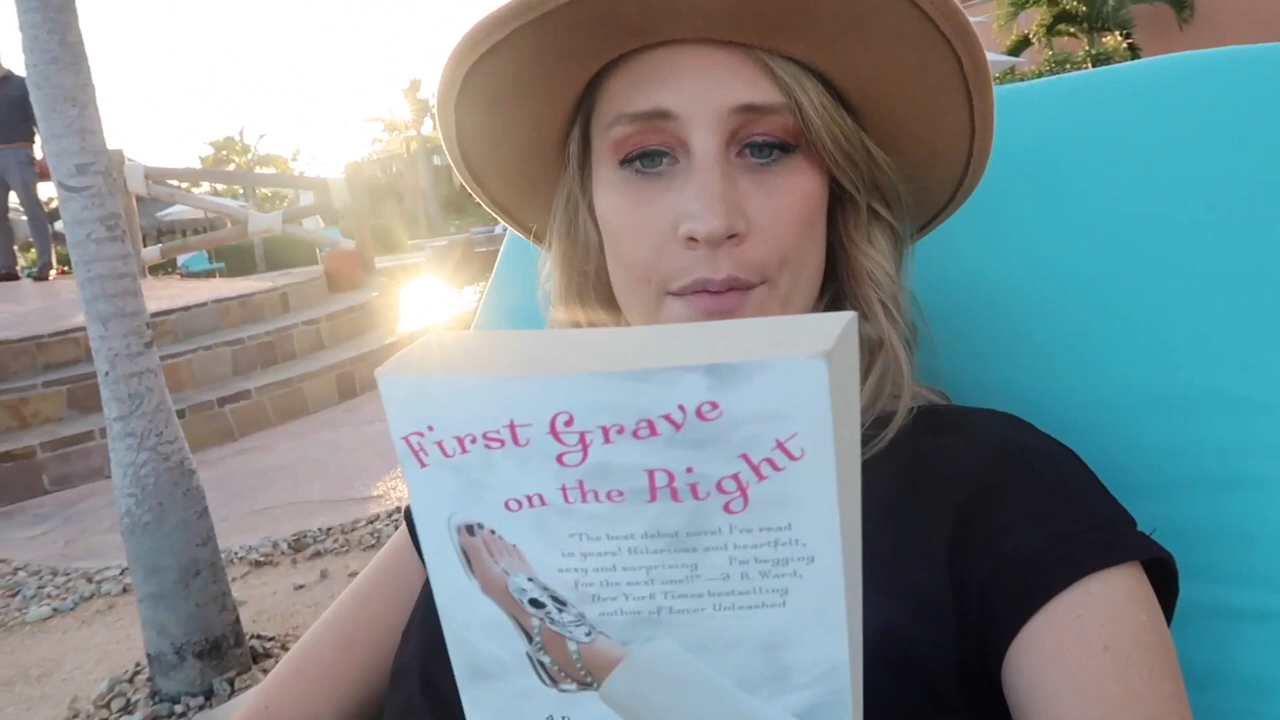 First Grave
on the Right
"The best debut novel I've read
in years! Hilarious and heartfelt,
sexy and surprising . . . I'm begging
for the next one!!" —J. R. Ward,
New York Times bestselling
author of Lover Unleashed